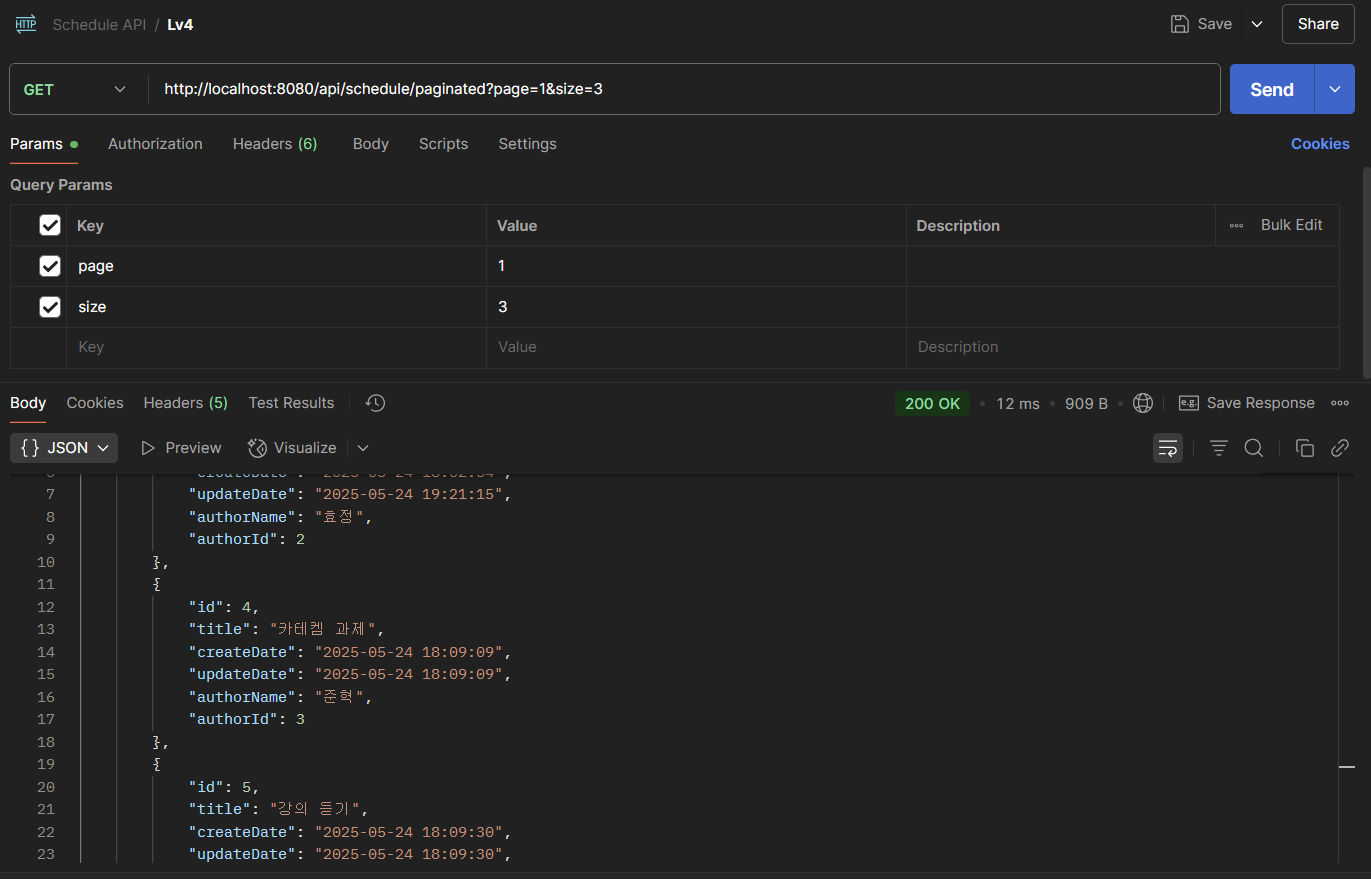 HTTP Schedule API / Lv4 Save Share
GET http://localhost:8080/api/schedule/paginated?page=1&size=3 Send
Params Authorization Headers (6) Body Scripts Settings Cookies
Query Params
Key Value Description Bulk Edit
page 1
size 3
Key Value Description
Body Cookies Headers (5) Test Results 200 OK 12 ms 909 B e.g. Save Response
{} JSON Preview Visualize
7 "updateDate": "2025-05-24 19:21:15",
8 "authorName": "효정",
9 "authorId": 2
10 },
11 {
12 "id": 4,
13 "title": "카테켐 과제",
14 "createDate": "2025-05-24 18:09:09",
15 "updateDate": "2025-05-24 18:09:09",
16 "authorName": "준혁",
17 "authorId": 3
18 },
19 {
20 "id": 5,
21 "title": "강의 듣기",
22 "createDate": "2025-05-24 18:09:30",
23 "updateDate": "2025-05-24 18:09:30",